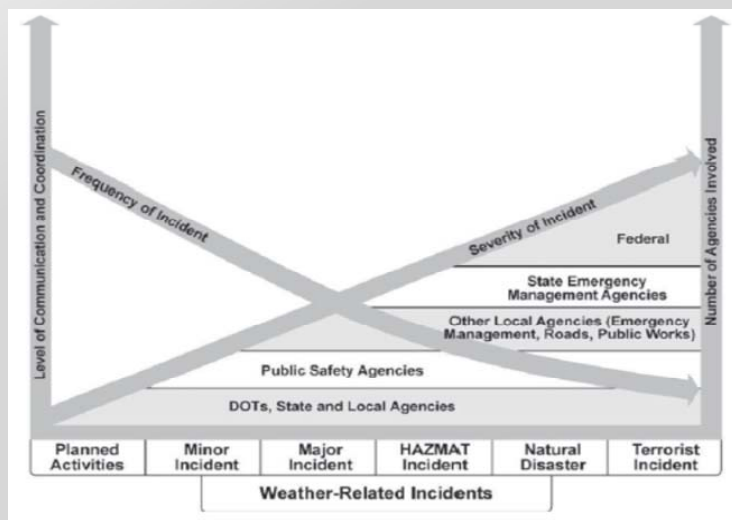 Level of Communication and Coordination
Frequency of Incident
Severity of Incident
Number of Agencies Involved
Federal
State Emergency
Management Agencies
Other Local Agencies (Emergency
Management, Roads, Public Works)
Public Safety Agencies
DOTs, State and Local Agencies
Planned
Activities
Minor
Incident
Major
Incident
HAZMAT
Incident
Natural
Disaster
Terrorist
Incident
Weather-Related Incidents